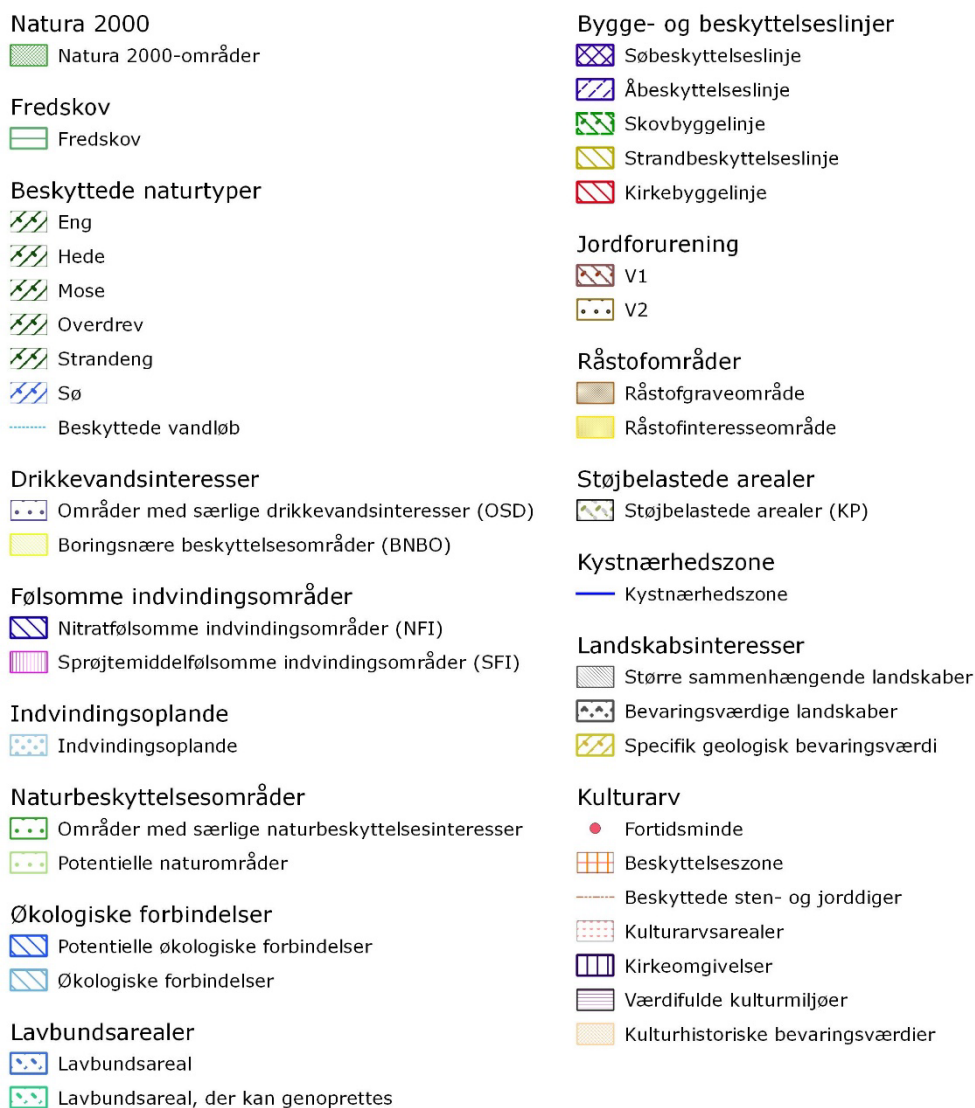 Natura 2000
Natura 2000-områder
Fredskov
Fredskov
Beskyttede naturtyper
Eng
Hede
Mose
Overdrev
Strandeng
Sø
Beskyttede vandløb
Drikkevandsinteresser
Områder med særlige drikkevandsinteresser (OSD)
Boringsnære beskyttelsesområder (BNBO)
Følsomme indvindingsområder
Nitratfølsomme indvindingsområder (NFI)
Sprøjtemiddelfølsomme indvindingsområder (SFI)
Indvindingsoplande
Indvindingsoplande
Naturbeskyttelsesområder
Områder med særlige naturbeskyttelsesinteresser
Potentielle naturområder
Økologiske forbindelser
Potentielle økologiske forbindelser
Økologiske forbindelser
Lavbundsarealer
Lavbundsareal
Lavbundsareal, der kan genoprettes
Bygge- og beskyttelseslinjer
Søbeskyttelseslinje
Åbeskyttelseslinje
Skovbyggelinje
Strandbeskyttelseslinje
Kirkebyggelinje
Jordforurening
V1
V2
Råstofområder
Råstofgraveområde
Råstofinteresseområde
Støjbelastede arealer
Støjbelastede arealer (KP)
Kystnærhedszone
Kystnærhedszone
Landskabsinteresser
Større sammenhængende landskaber
Bevaringsværdige landskaber
Specifik geologisk bevaringsværdi
Kulturarv
Fortidsminde
Beskyttelseszone
Beskyttede sten- og jorddiger
Kulturarvsarealer
Kirkeomgivelser
Værdifulde kulturmiljøer
Kulturhistoriske bevaringsværdier